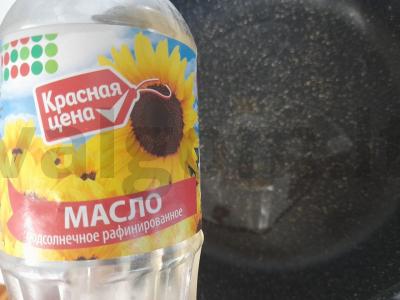 Красная
цена
МАСЛО
подсолнечное рафинированное